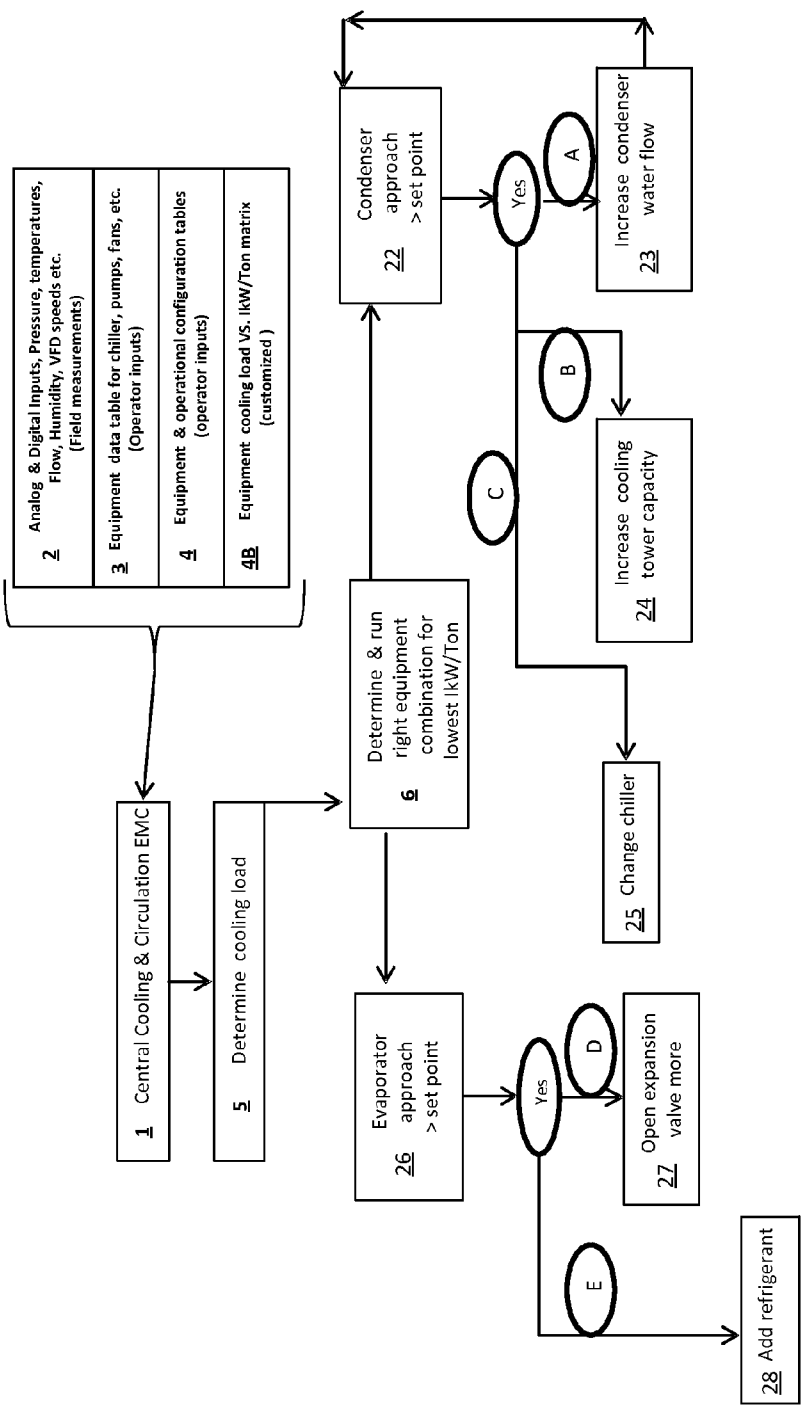 Analog & Digital Inputs, Pressure, temperatures,
2 Flow, Humidity, VFD speeds etc.
(Field measurements)
3 Equipment data table for chiller, pumps, fans, etc.
(Operator inputs)
4 Equipment & operational configuration tables
(operator inputs)
4B Equipment cooling load VS. IkW/Ton matrix
(customized )
1 Central Cooling & Circulation EMC
5 Determine cooling load
Determine & run
right equipment
6 combination for
lowest IkW/Ton
Evaporator
approach
26 > set point
Yes
D
E
Open expansion
27 valve more
28 Add refrigerant
Condenser
approach
22 > set point
Yes
A
B
C
Increase condenser
23 water flow
Increase cooling
24 tower capacity
25 Change chiller